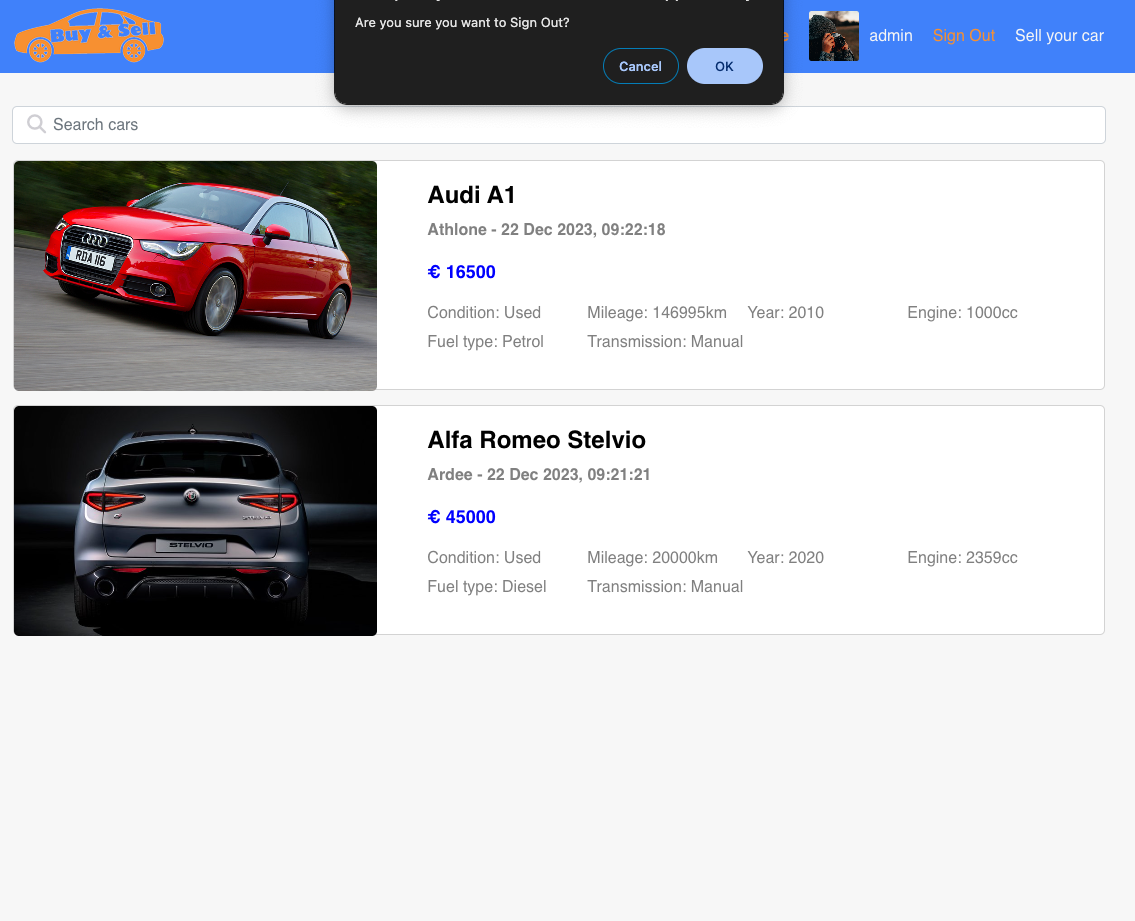 Are you sure you want to Sign Out?
Cancel OK
Buy & Sell
e admin Sign Out Sell your car
Search cars
RDA 116
Audi A1
Athlone - 22 Dec 2023, 09:22:18
€ 16500
Condition: Used Mileage: 146995km Year: 2010 Engine: 1000cc
Fuel type: Petrol Transmission: Manual
STELVIO
Alfa Romeo Stelvio
Ardee - 22 Dec 2023, 09:21:21
€ 45000
Condition: Used Mileage: 20000km Year: 2020 Engine: 2359cc
Fuel type: Diesel Transmission: Manual